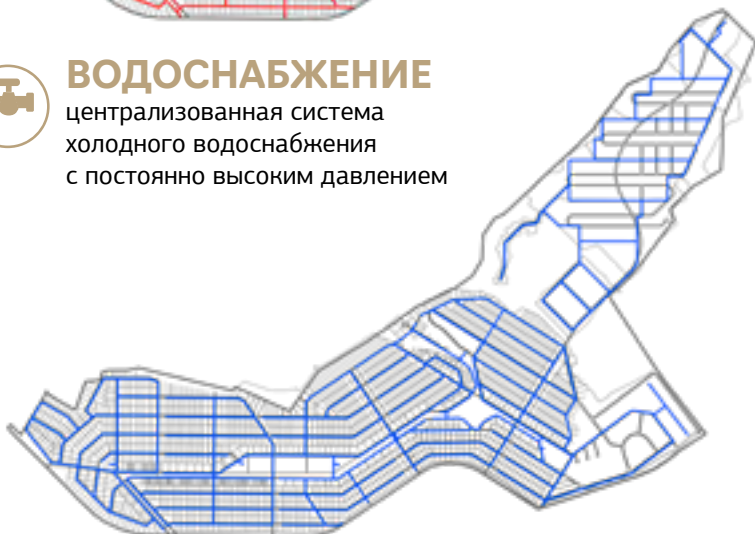 ВОДОСНАБЖЕНИЕ
централизованная система
холодного водоснабжения
с постоянно высоким давлением